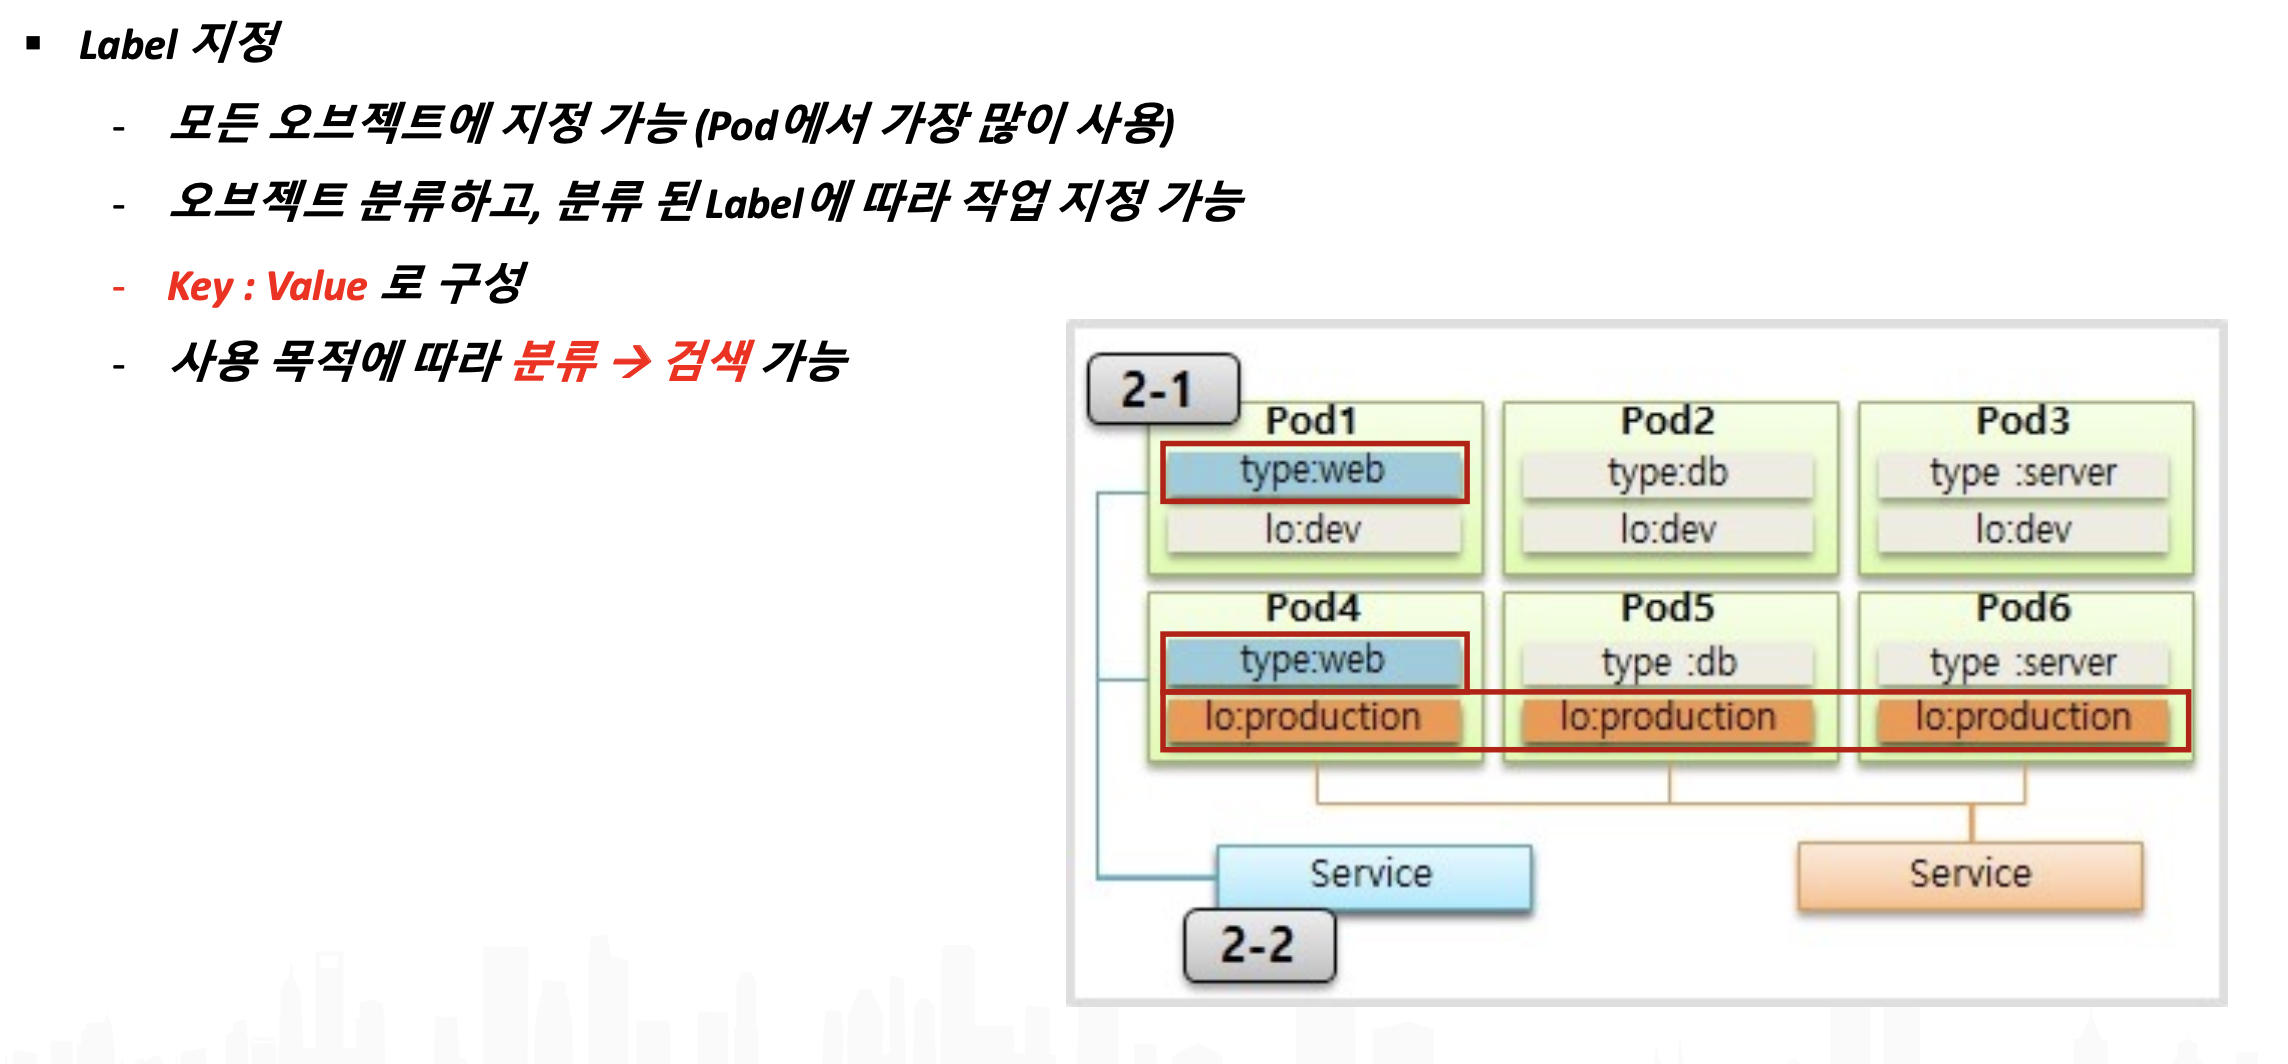 ▪ Label 지정
- 모든 오브젝트에 지정 가능 (Pod에서 가장 많이 사용)
- 오브젝트 분류하고, 분류 된 Label에 따라 작업 지정 가능
- Key : Value 로 구성
- 사용 목적에 따라 분류 → 검색 가능
2-1
Pod1 Pod2 Pod3
type:web type:db type :server
lo:dev lo:dev lo:dev
Pod4 Pod5 Pod6
type:web type :db type :server
lo:production lo:production lo:production
Service Service
2-2